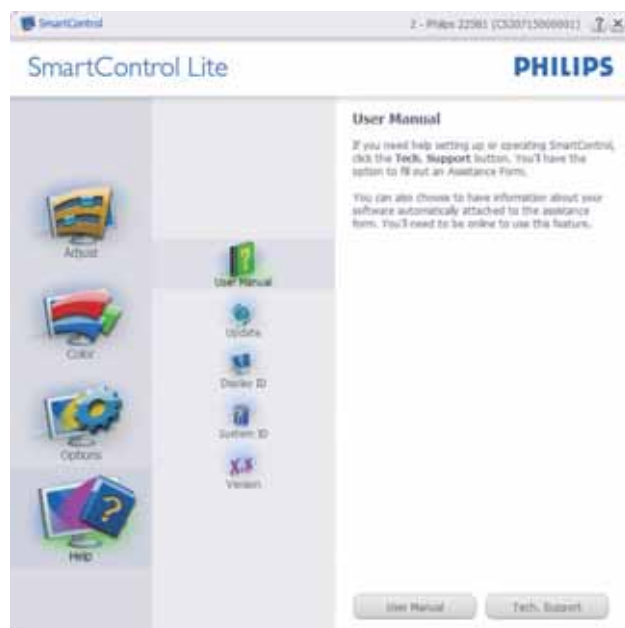 SmartControl
2 - Philips
SmartControl Lite
PHILIPS
Adjust
Color
Options
Help
User Manual
Update
Display ID
System ID
Version
User Manual
If you need help setting up or operating SmartControl,
click the Tech. Support button. You'll have the
option to fill out an Assistance Form.
You can also choose to have information about your
software automatically attached to the assistance
form. You'll need to be online to use this feature.
User Manual
Tech. Support